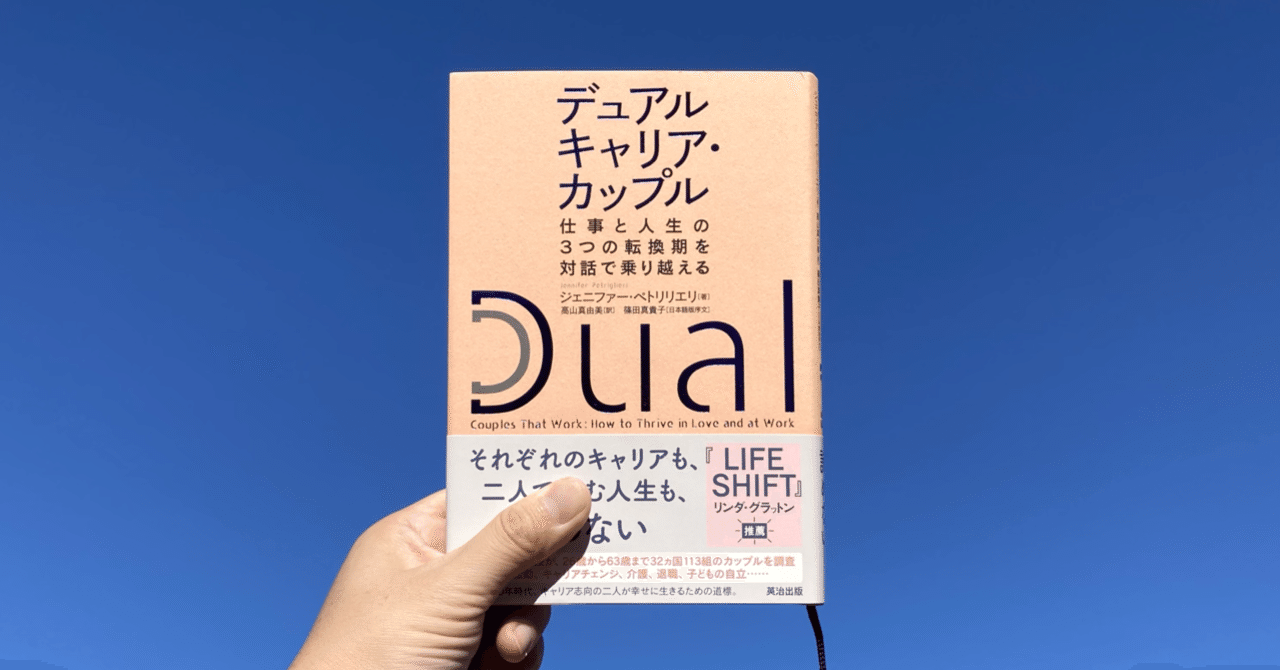 デュアル
キャリア・
カップル
仕事と人生の
3つの転換期を
対話で乗り越える
Jennifer Petriglieri
ジェニファー・ペトリリエリ[著]
高山真由美[訳] 篠田真貴子[日本語版序文]
Dual
Couples That Work: How to Thrive in Love and at Work
それぞれのキャリアも、
二人で む人生も、
ない
『LIFE
SHIFT』
リンダ・グラットン
推薦
歳から63歳まで32ヵ国113組のカップルを調査
キャリアチェンジ、介護、退職、子どもの自立……
年時代、キャリア志向の二人が幸せに生きるための道標。
英治出版